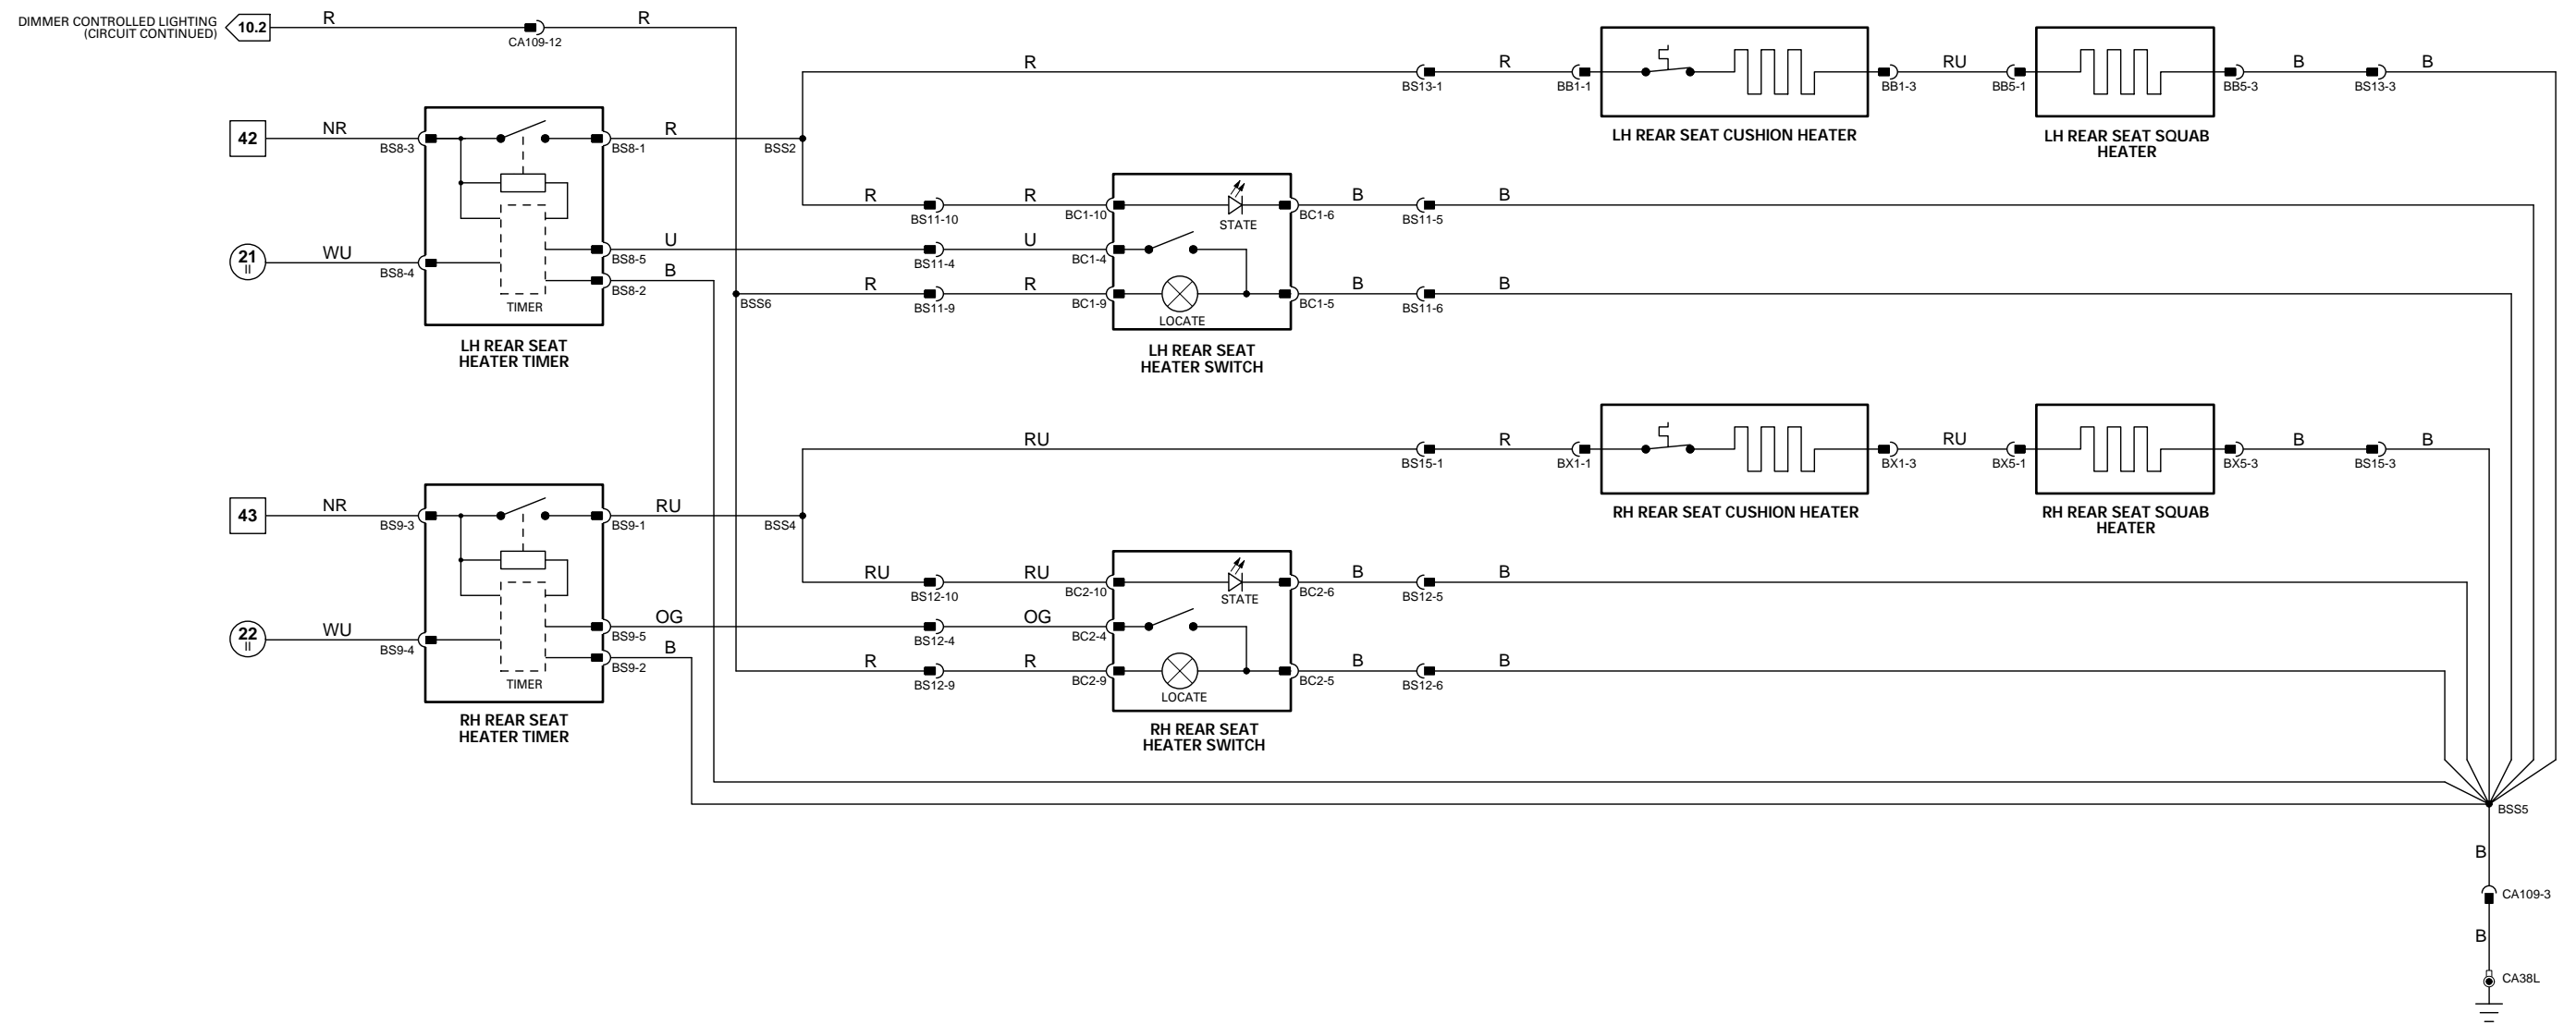 DIMMER CONTROLLED LIGHTING
(CIRCUIT CONTINUED)
10.2
R
CA109-12
R
R
BS13-1
R
BB1-1
BB1-3
RU
BB5-1
BB5-3
B
BS13-3
B
LH REAR SEAT CUSHION HEATER
LH REAR SEAT SQUAB
HEATER
42
NR
BS8-3
BS8-1
R
BSS2
21
II
WU
BS8-4
BS8-5
U
BS8-2
B
TIMER
LH REAR SEAT
HEATER TIMER
BSS6
R
BS11-10
R
BC1-10
STATE
BC1-6
B
BS11-5
B
BS11-4
U
BC1-4
R
BS11-9
R
BC1-9
LOCATE
BC1-5
B
BS11-6
B
LH REAR SEAT
HEATER SWITCH
RU
BS15-1
R
BX1-1
BX1-3
RU
BX5-1
BX5-3
B
BS15-3
B
RH REAR SEAT CUSHION HEATER
RH REAR SEAT SQUAB
HEATER
43
NR
BS9-3
BS9-1
RU
BSS4
22
II
WU
BS9-4
BS9-5
OG
BS9-2
B
TIMER
RH REAR SEAT
HEATER TIMER
RU
BS12-10
RU
BC2-10
STATE
BC2-6
B
BS12-5
B
BS12-4
OG
BC2-4
R
BS12-9
R
BC2-9
LOCATE
BC2-5
B
BS12-6
B
RH REAR SEAT
HEATER SWITCH
BSS5
B
CA109-3
B
CA38L